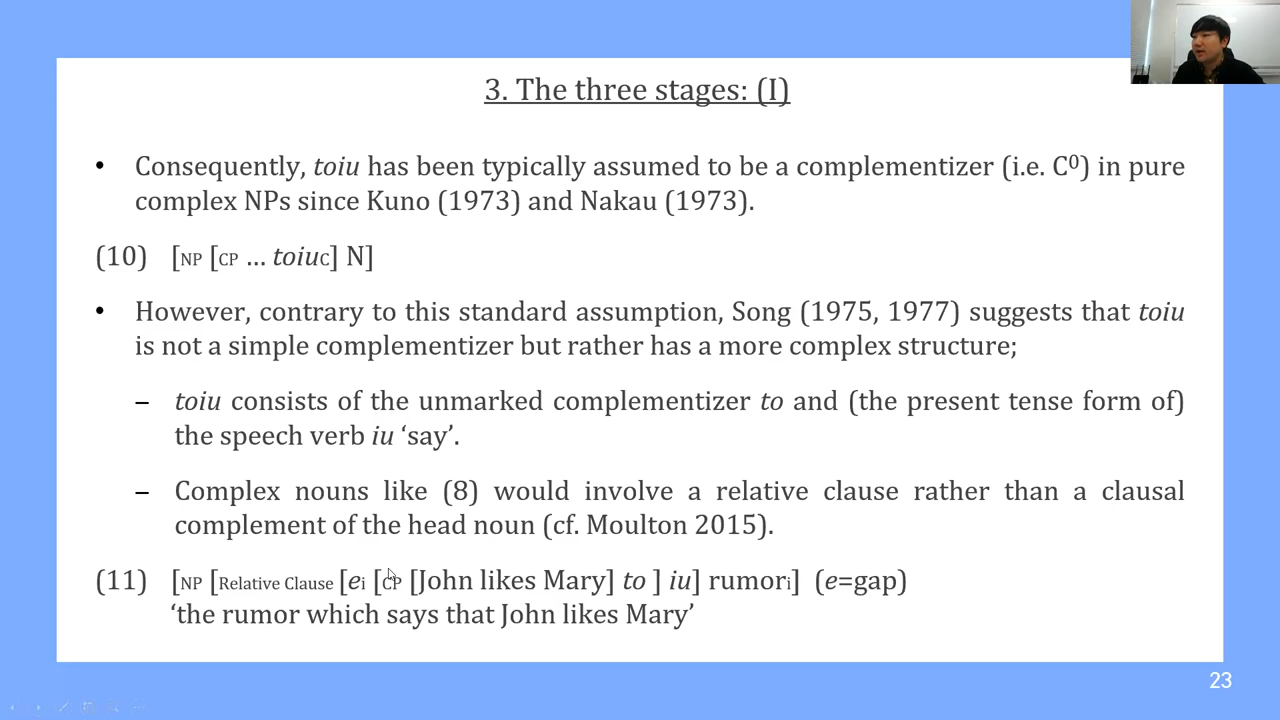 3. The three stages: (I)
• Consequently, toiu has been typically assumed to be a complementizer (i.e. C⁰) in pure
complex NPs since Kuno (1973) and Nakau (1973).
(10) [NP [CP … toiuC] N]
• However, contrary to this standard assumption, Song (1975, 1977) suggests that toiu
is not a simple complementizer but rather has a more complex structure;
– toiu consists of the unmarked complementizer to and (the present tense form of)
the speech verb iu ‘say’.
– Complex nouns like (8) would involve a relative clause rather than a clausal
complement of the head noun (cf. Moulton 2015).
(11) [NP [Relative Clause [ei [CP [John likes Mary] to ] iu] rumori] (e=gap)
‘the rumor which says that John likes Mary’
23